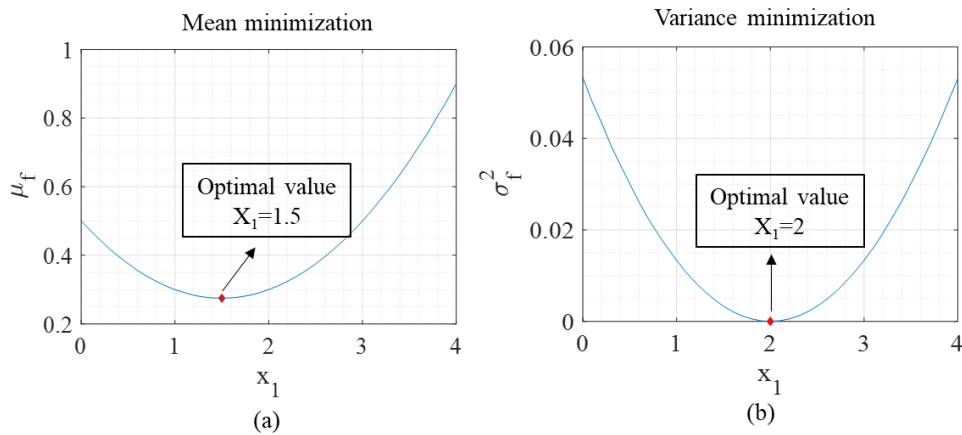 Mean minimization
1
0.8
0.6
0.4
0.2
μ_f
Optimal value
X₁=1.5
0 1 2 3 4
x₁
(a)
Variance minimization
0.06
0.04
0.02
0
σ_f²
Optimal value
X₁=2
0 1 2 3 4
x₁
(b)